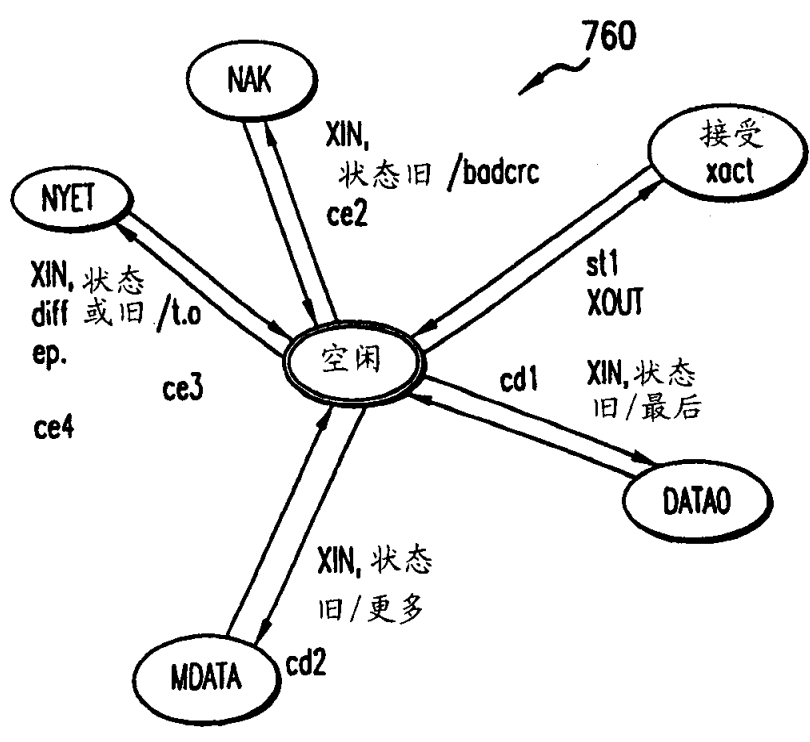 760
NAK
XIN,
状态旧 /badcrc
ce2
接受
xact
NYET
XIN, 状态
diff 或旧 /t.o
ep.
st1
XOUT
空闲
ce3
ce4
cd1
XIN, 状态
旧/最后
DATA0
XIN, 状态
旧/更多
MDATA
cd2